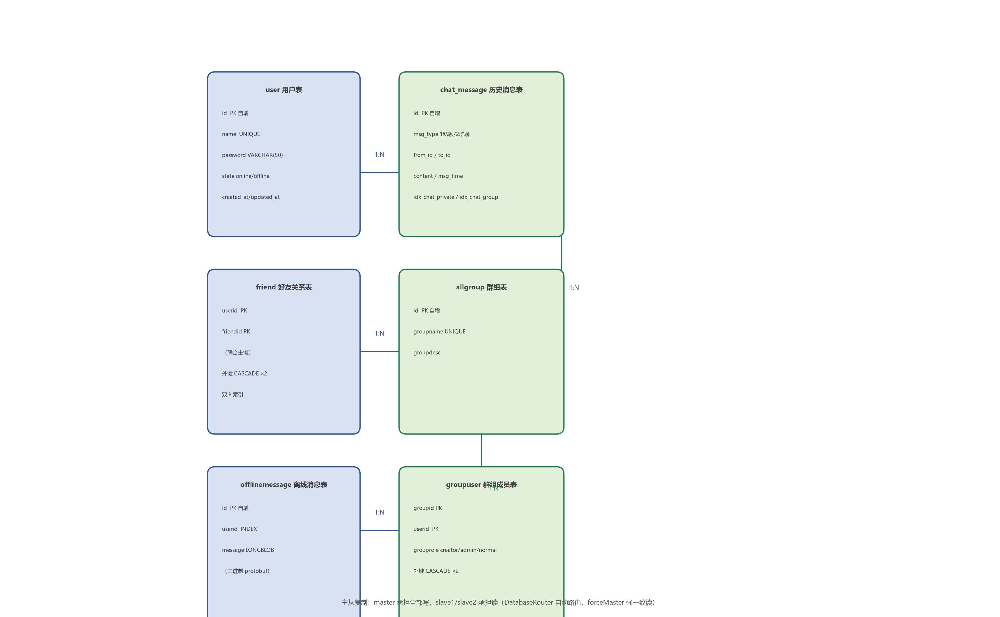 user 用户表
id  PK 自增
name  UNIQUE
password VARCHAR(50)
state online/offline
created_at/updated_at
1:N
chat_message 历史消息表
id  PK 自增
msg_type 1私聊/2群聊
from_id / to_id
content / msg_time
idx_chat_private / idx_chat_group
friend 好友关系表
userid  PK
friendid PK
（联合主键）
外键 CASCADE ×2
双向索引
1:N
allgroup 群组表
id  PK 自增
groupname UNIQUE
groupdesc
1:N
offlinemessage 离线消息表
id  PK 自增
userid  INDEX
message LONGBLOB
（二进制 protobuf）
1:N
groupuser 群组成员表
1:N
groupid PK
userid  PK
grouprole creator/admin/normal
外键 CASCADE ×2
主从复制：master 承担全部写，slave1/slave2 承担读（DatabaseRouter 自动路由，forceMaster 强一致读）